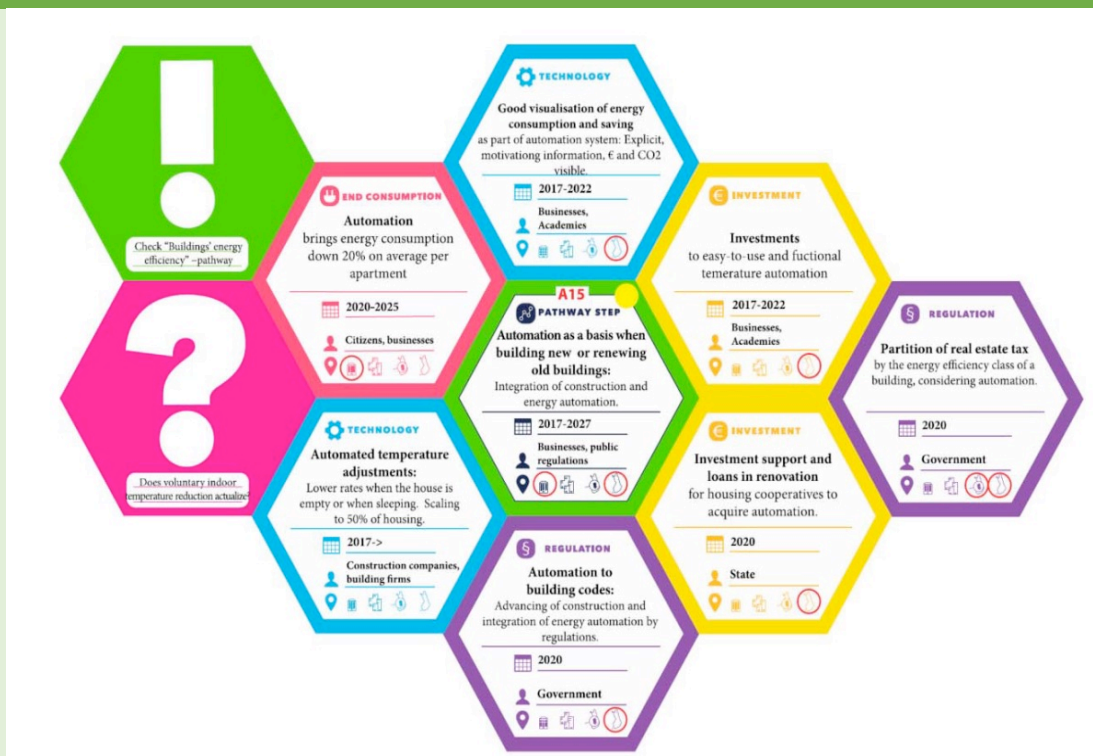 TECHNOLOGY
Good visualisation of energy
consumption and saving
as part of automation system: Explicit,
motivationg information, € and CO2
visible.
2017-2022
Businesses,
Academies
Check "Buildings' energy
efficiency" –pathway
END CONSUMPTION
Automation
brings energy consumption
down 20% on average per
apartment
2020-2025
Citizens, businesses
INVESTMENT
Investments
to easy-to-use and fuctional
temerature automation
2017-2022
Businesses,
Academies
A15
PATHWAY STEP
Automation as a basis when
building new or renewing
old buildings:
Integration of construction and
energy automation.
2017-2027
Businesses, public
regulations
§ REGULATION
Partition of real estate tax
by the energy efficiency class of a
building, considering automation.
2020
Government
Does voluntary indoor
temperature reduction actualize?
TECHNOLOGY
Automated temperature
adjustments:
Lower rates when the house is
empty or when sleeping. Scaling
to 50% of housing.
2017->
Construction companies,
building firms
€ INVESTMENT
Investment support and
loans in renovation
for housing cooperatives to
acquire automation.
2020
State
§ REGULATION
Automation to
building codes:
Advancing of construction and
integration of energy automation by
regulations.
2020
Government